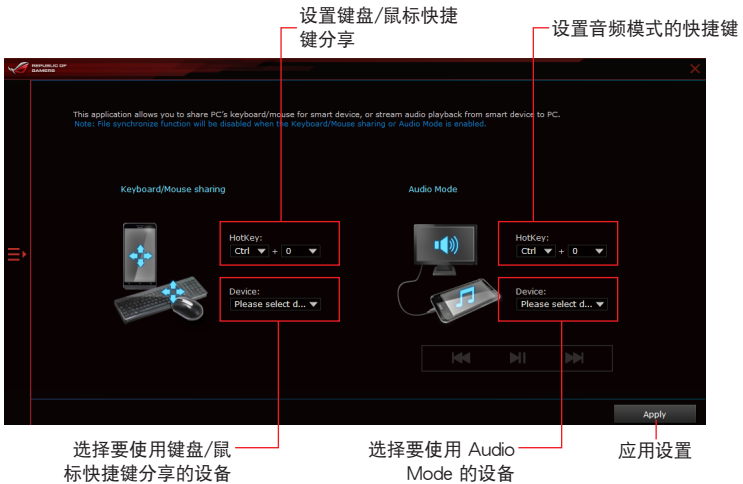 设置键盘/鼠标快捷
键分享
设置音频模式的快捷键
REPUBLIC OF
GAMERS
This application allows you to share PC's keyboard/mouse for smart device, or stream audio playback from smart device to PC.
Note: File synchronize function will be disabled when the Keyboard/Mouse sharing or Audio Mode is enabled.
Keyboard/Mouse sharing
Audio Mode
HotKey:
Ctrl + 0
HotKey:
Ctrl + 0
Device:
Please select d...
Device:
Please select d...
Apply
选择要使用键盘/鼠
标快捷键分享的设备
选择要使用 Audio
Mode 的设备
应用设置